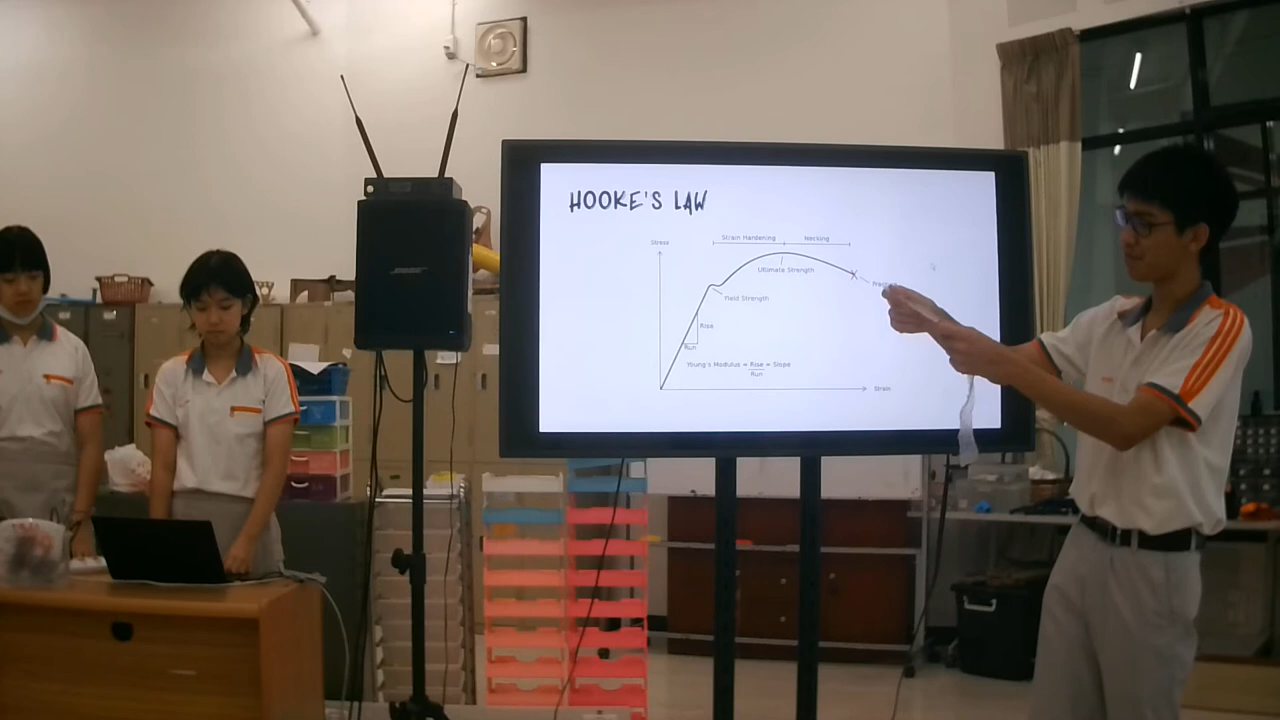 HOOKE'S LAW
Stress
Strain Hardening
Necking
Ultimate Strength
Fracture
Yield Strength
Rise
Run
Young's Modulus = Rise = Slope
Run
Strain
BOSE